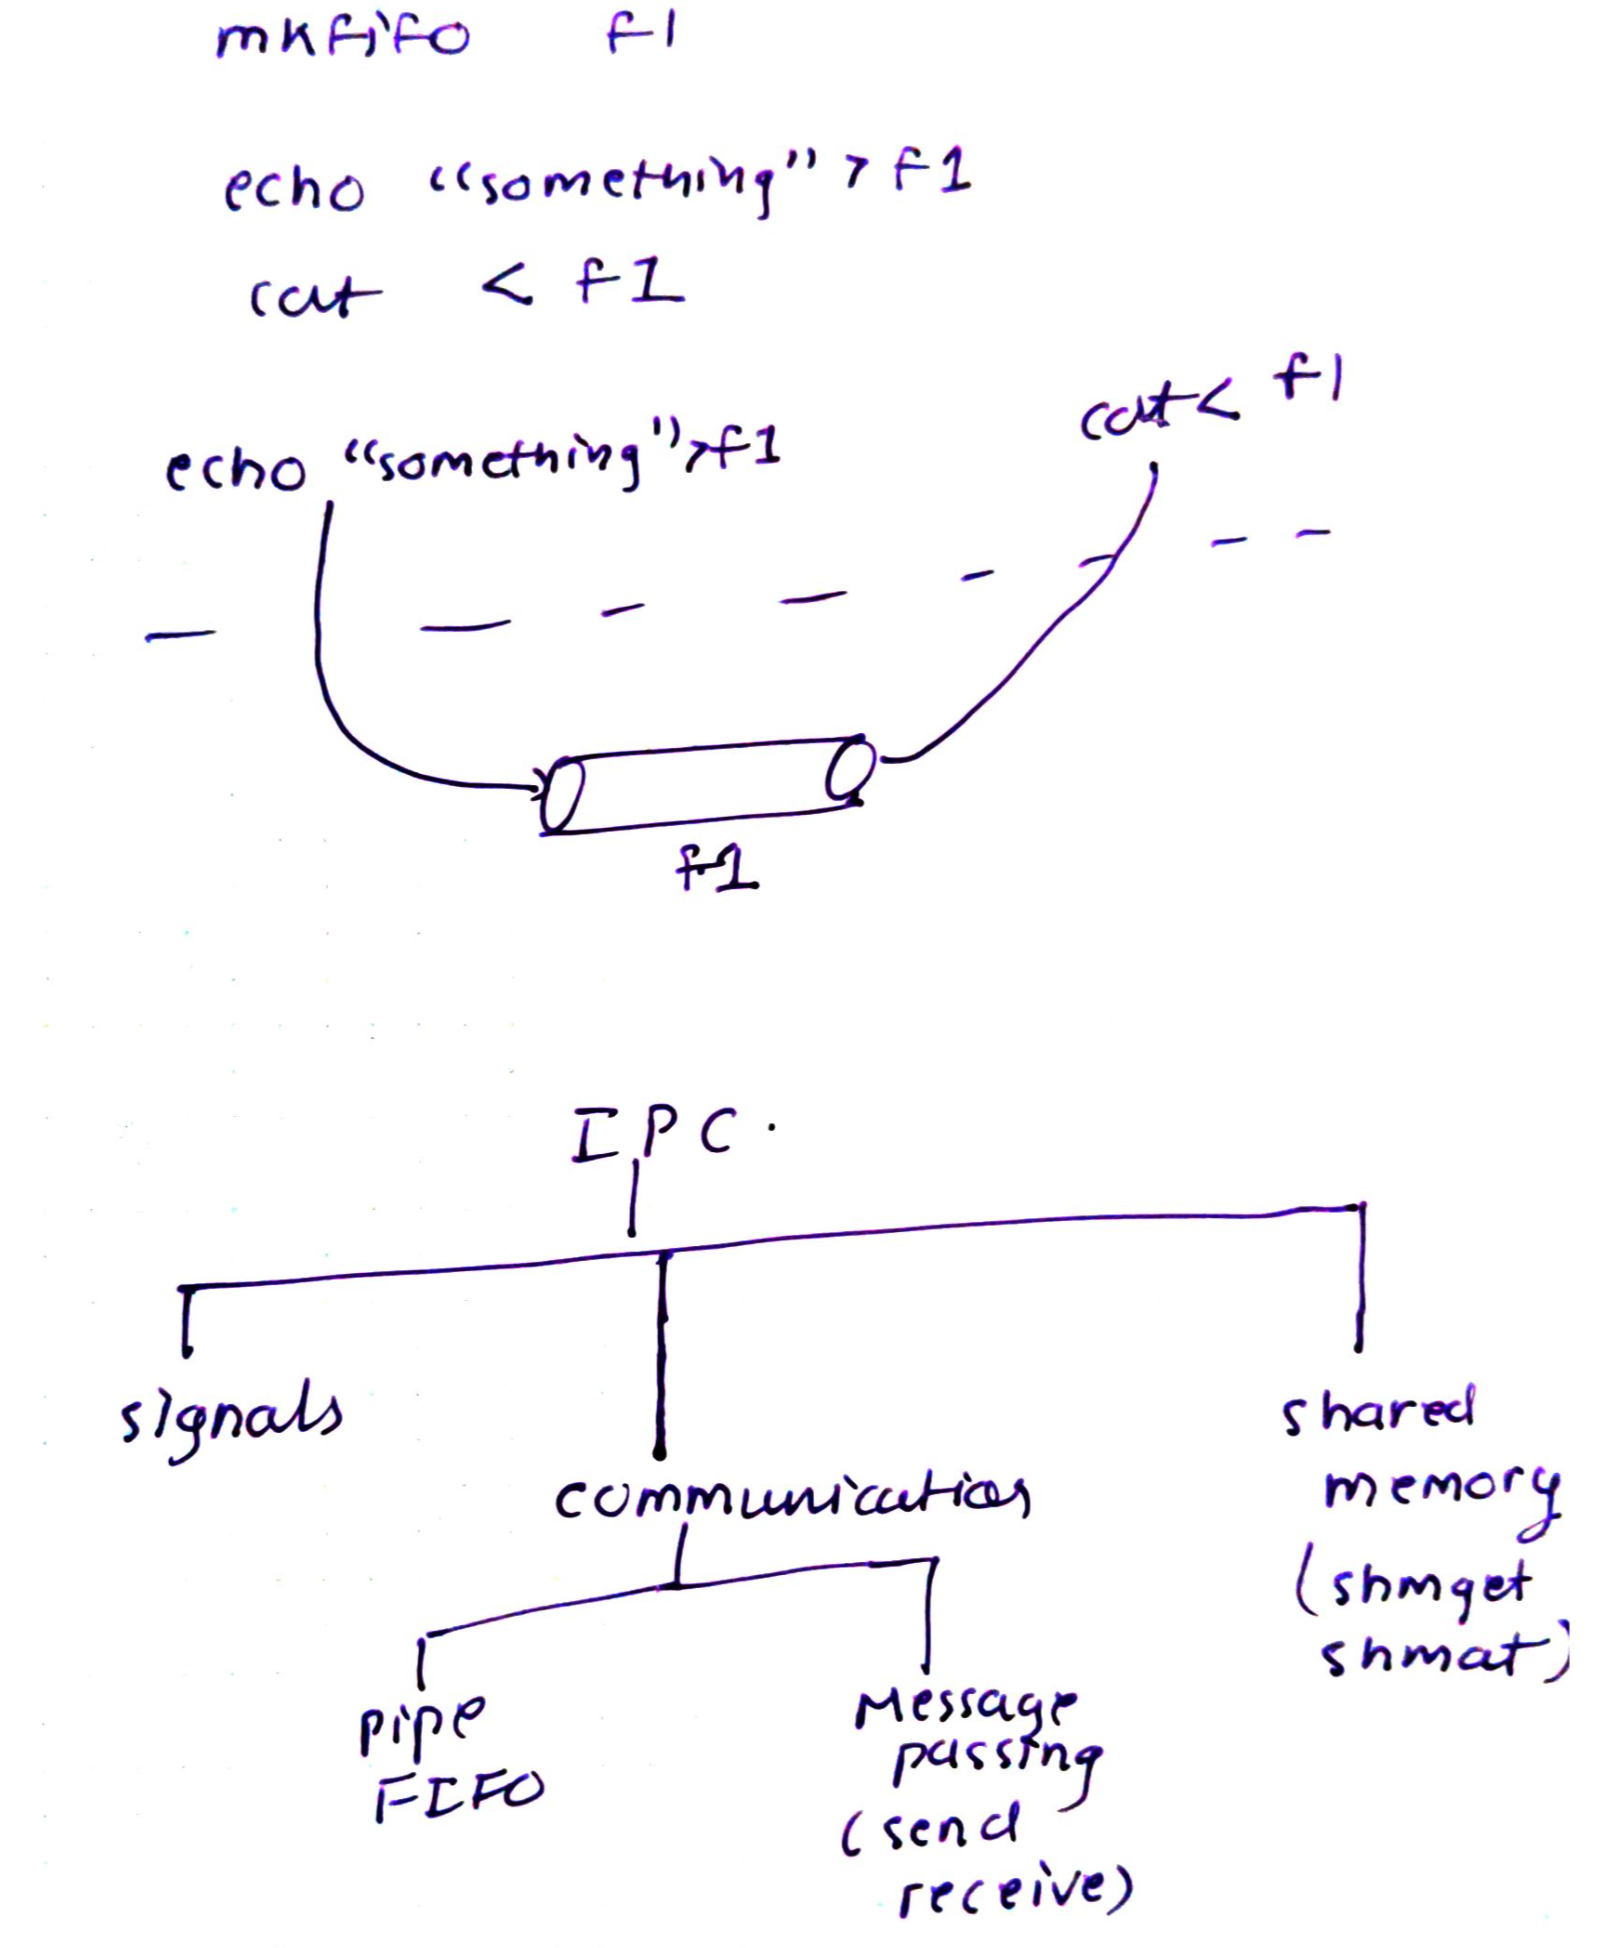 mkfifo f1
echo "something" > f1
cat < f1
cat < f1
echo "something" > f1
f1
IPC.
signals
communication
shared
memory
(shmget
shmat)
pipe
FIFO
Message
passing
(send
receive)